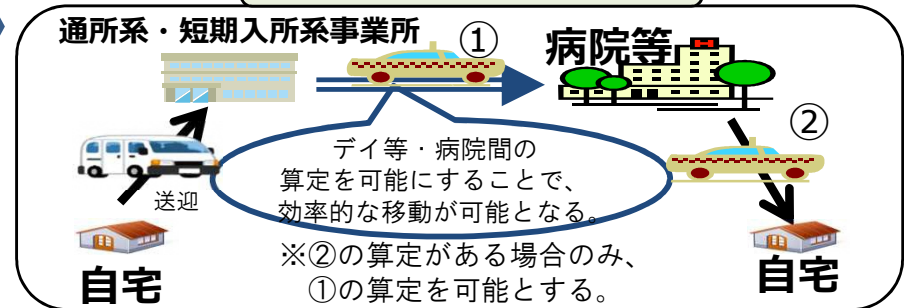 通所系・短期入所系事業所
①
病院等
H
②
デイ等・病院間の
算定を可能にすることで、
効率的な移動が可能となる。
送迎
※②の算定がある場合のみ、
①の算定を可能とする。
自宅
自宅